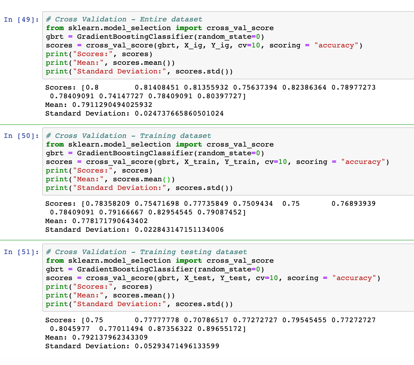 In [49]: # Cross Validation - Entire dataset
from sklearn.model_selection import cross_val_score
gbrt = GradientBoostingClassifier(random_state=0)
scores = cross_val_score(gbrt, X_ig, Y_ig, cv=10, scoring = "accuracy")
print("Scores:", scores)
print("Mean:", scores.mean())
print("Standard Deviation:", scores.std())
Scores: [0.8 0.81408451 0.81355932 0.75637394 0.82386364 0.78977273
0.78409091 0.74147727 0.78409091 0.80397727]
Mean: 0.7911290494025932
Standard Deviation: 0.024737665860501024
In [50]: # Cross Validation - Training dataset
from sklearn.model_selection import cross_val_score
gbrt = GradientBoostingClassifier(random_state=0)
scores = cross_val_score(gbrt, X_train, Y_train, cv=10, scoring = "accuracy")
print("Scores:", scores)
print("Mean:", scores.mean())
print("Standard Deviation:", scores.std())
Scores: [0.78358209 0.75471698 0.77735849 0.7509434 0.75 0.76893939
0.78409091 0.79166667 0.82954545 0.79087452]
Mean: 0.778171790643402
Standard Deviation: 0.022843147151134006
In [51]: # Cross Validation - Training testing dataset
from sklearn.model_selection import cross_val_score
gbrt = GradientBoostingClassifier(random_state=0)
scores = cross_val_score(gbrt, X_test, Y_test, cv=10, scoring = "accuracy")
print("Scores:", scores)
print("Mean:", scores.mean())
print("Standard Deviation:", scores.std())
Scores: [0.75 0.77777778 0.70786517 0.77272727 0.79545455 0.77272727
0.8045977 0.77011494 0.87356322 0.89655172]
Mean: 0.792137962343309
Standard Deviation: 0.05293471496133599